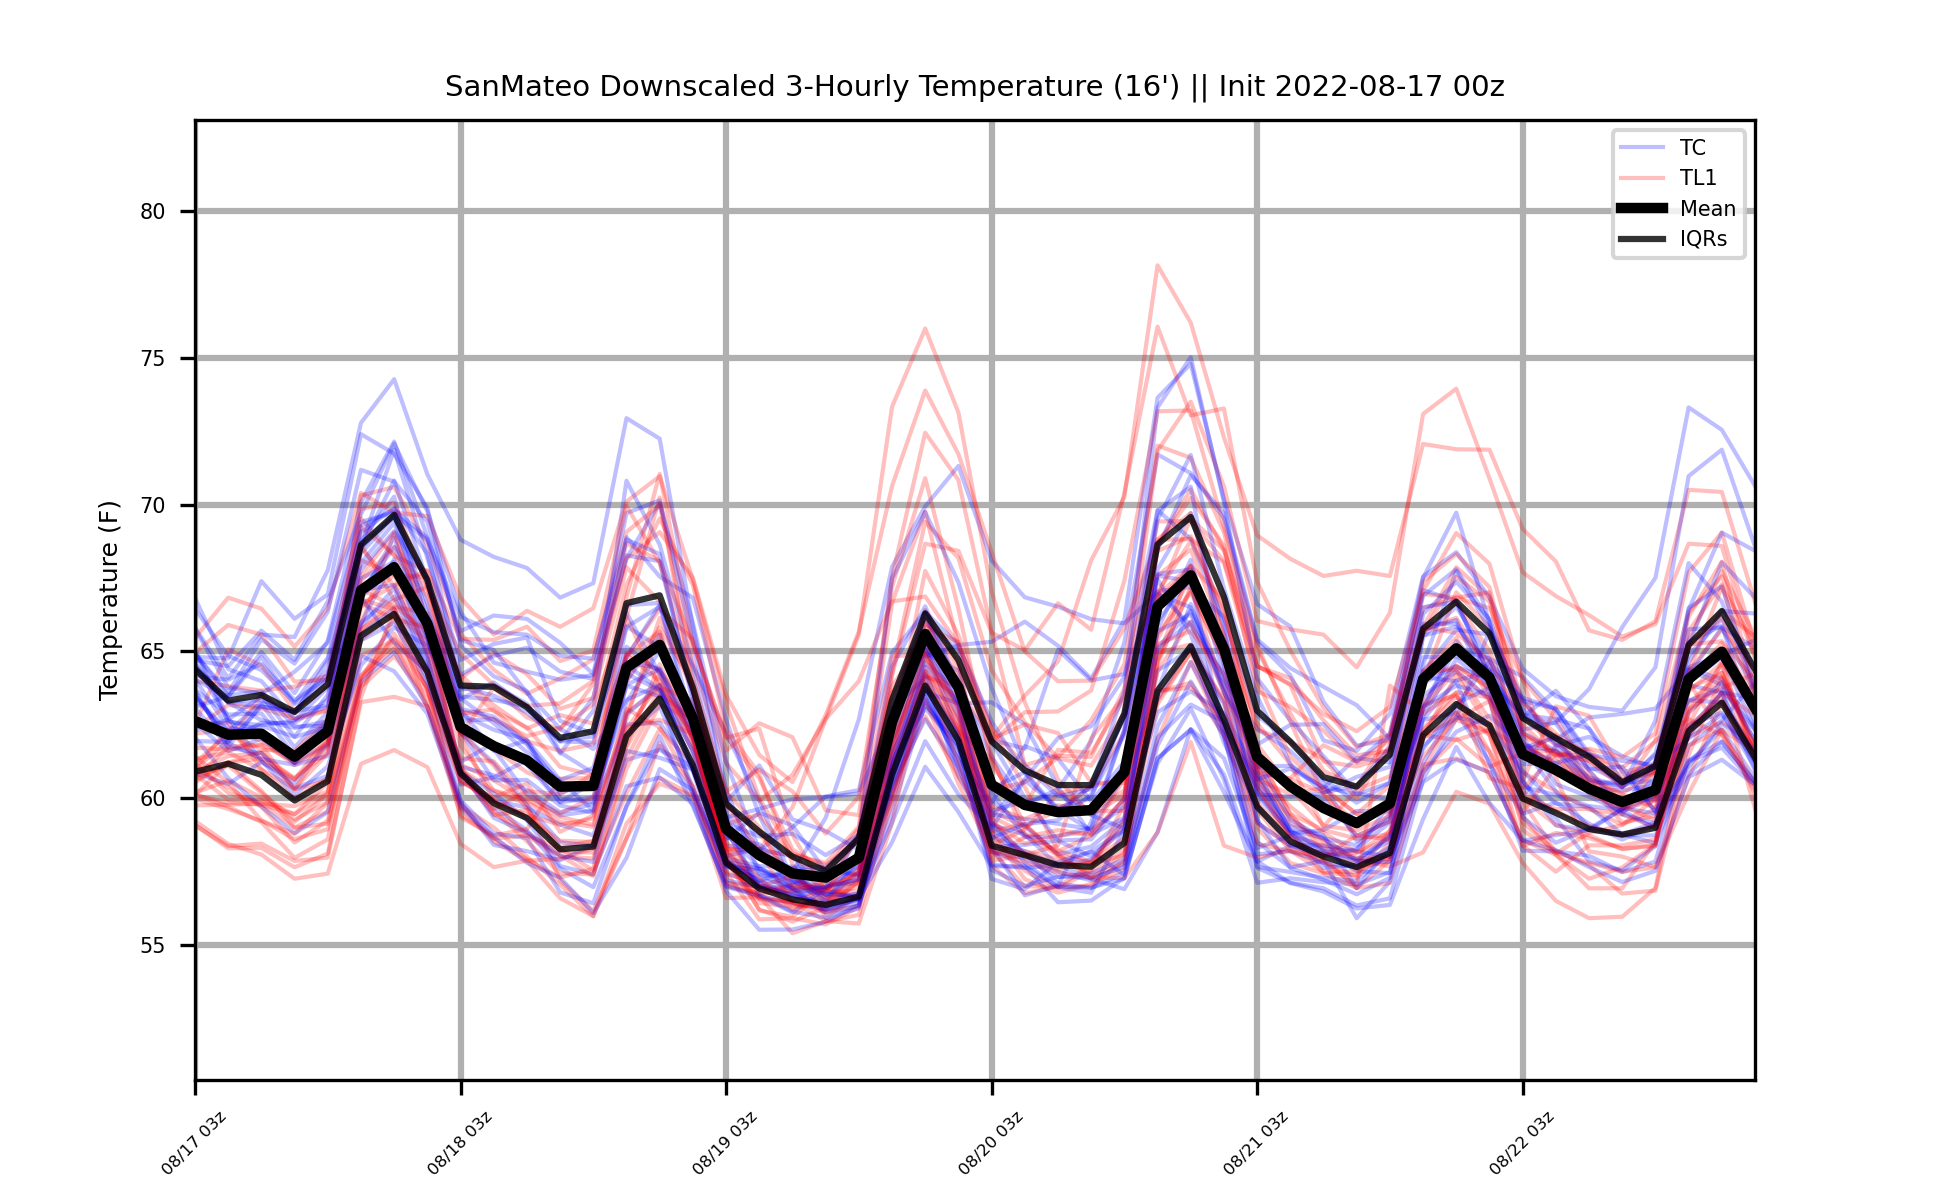 SanMateo Downscaled 3-Hourly Temperature (16') || Init 2022-08-17 00z
TC
TL1
Mean
IQRs
Temperature (F)
80
75
70
65
60
55
08/17 03z
08/18 03z
08/19 03z
08/20 03z
08/21 03z
08/22 03z